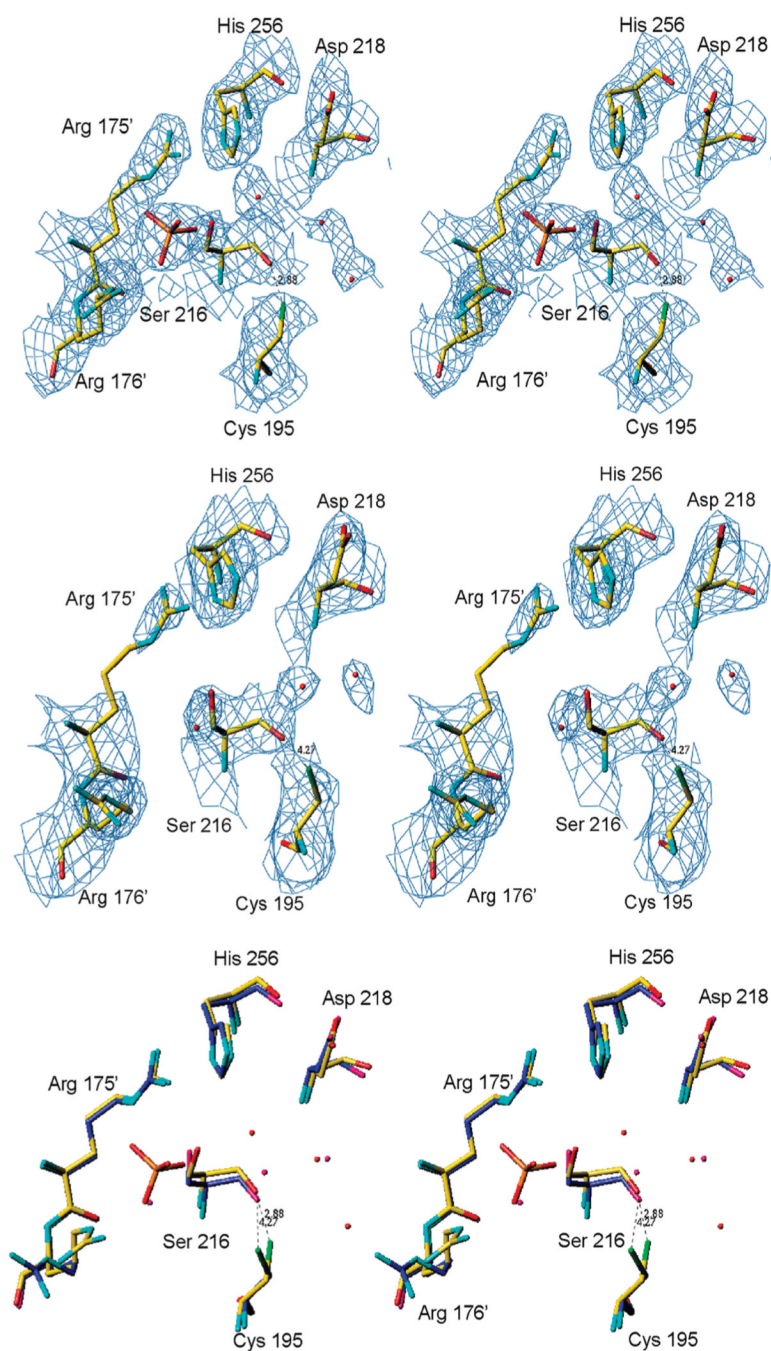 His 256
His 256
Asp 218
Asp 218
Arg 175'
Arg 175'
2.88
2.88
Ser 216
Ser 216
Arg 176'
Arg 176'
Cys 195
Cys 195
His 256
His 256
Asp 218
Asp 218
Arg 175'
Arg 175'
4.27
4.27
Ser 216
Ser 216
Arg 176'
Arg 176'
Cys 195
Cys 195
His 256
His 256
Asp 218
Asp 218
Arg 175'
Arg 175'
2.88
2.88
4.27
4.27
Ser 216
Ser 216
Arg 176'
Arg 176'
Cys 195
Cys 195